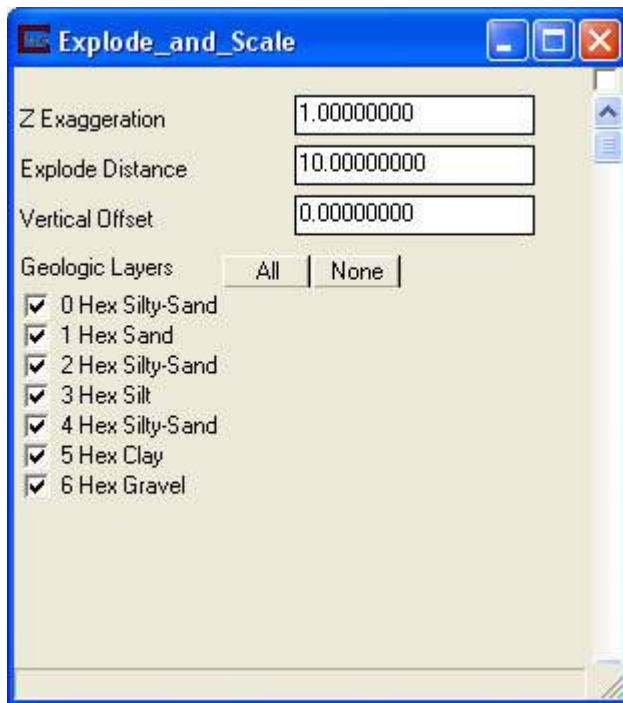 Explode_and_Scale
Z Exaggeration 1.00000000
Explode Distance 10.00000000
Vertical Offset 0.00000000
Geologic Layers All None
0 Hex Silty-Sand
1 Hex Sand
2 Hex Silty-Sand
3 Hex Silt
4 Hex Silty-Sand
5 Hex Clay
6 Hex Gravel